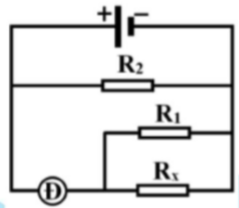 + −
R₂
R₁
Đ
Rₓ